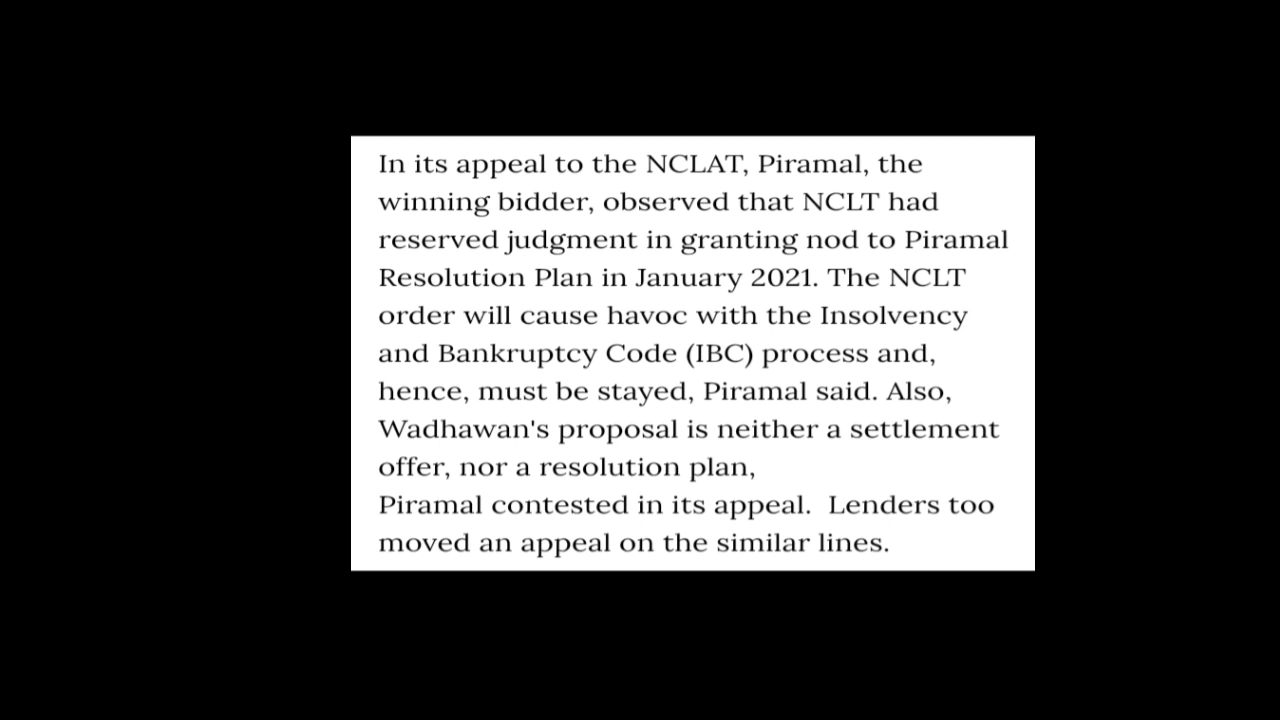 In its appeal to the NCLAT, Piramal, the
winning bidder, observed that NCLT had
reserved judgment in granting nod to Piramal
Resolution Plan in January 2021. The NCLT
order will cause havoc with the Insolvency
and Bankruptcy Code (IBC) process and,
hence, must be stayed, Piramal said. Also,
Wadhawan's proposal is neither a settlement
offer, nor a resolution plan,
Piramal contested in its appeal.  Lenders too
moved an appeal on the similar lines.